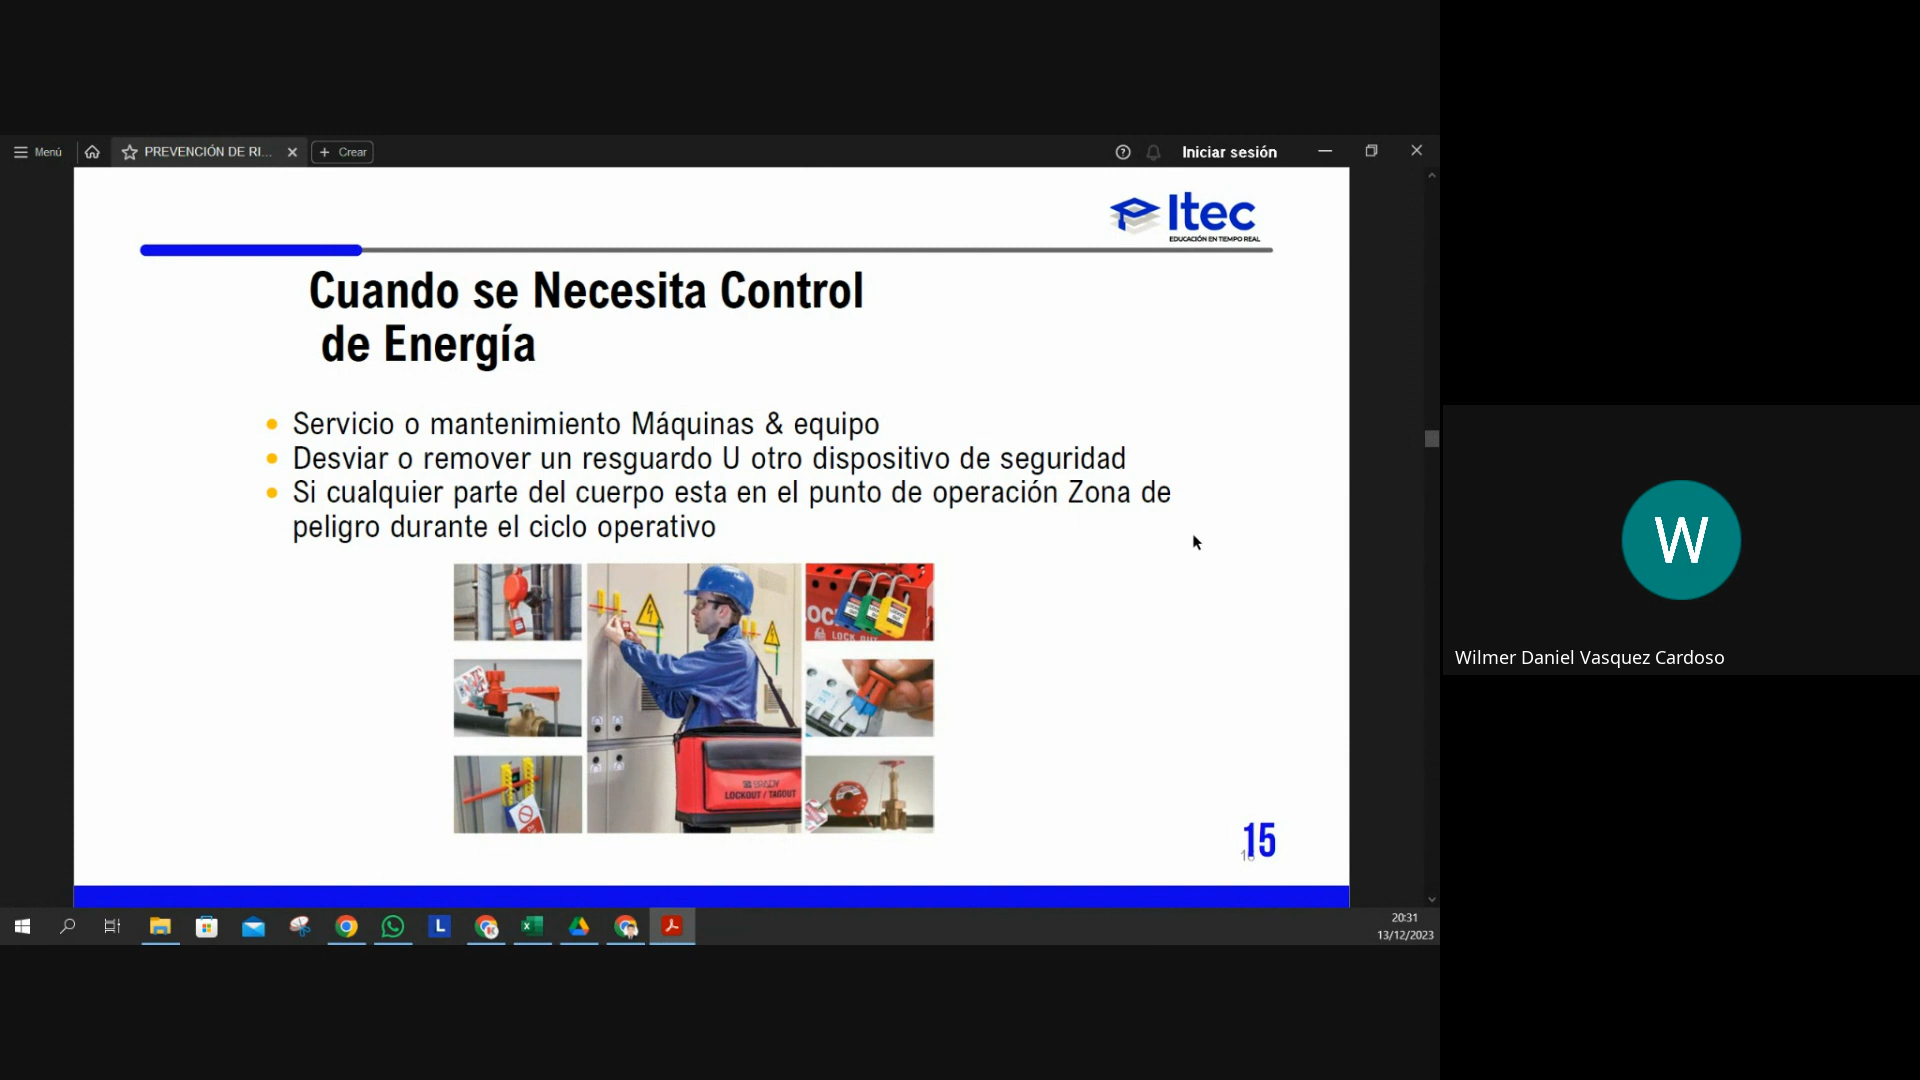 Menú
PREVENCIÓN DE RI...
Crear
Iniciar sesión
Itec
EDUCACIÓN EN TIEMPO REAL
Cuando se Necesita Control
de Energía
Servicio o mantenimiento Máquinas & equipo
Desviar o remover un resguardo U otro dispositivo de seguridad
Si cualquier parte del cuerpo esta en el punto de operación Zona de
peligro durante el ciclo operativo
LOCK OUT
BRADY
LOCKOUT / TAGOUT
15
W
Wilmer Daniel Vasquez Cardoso
L
20:31
13/12/2023